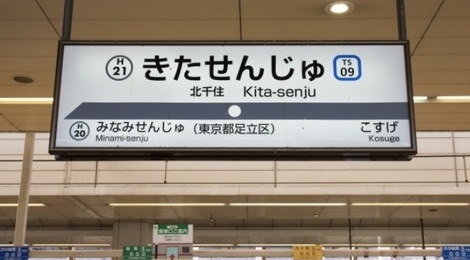 H
21
きたせんじゅ
TS
09
北千住 Kita-senju
H
20
みなみせんじゅ
(東京都足立区)
こすげ
Minami-senju
Kosuge